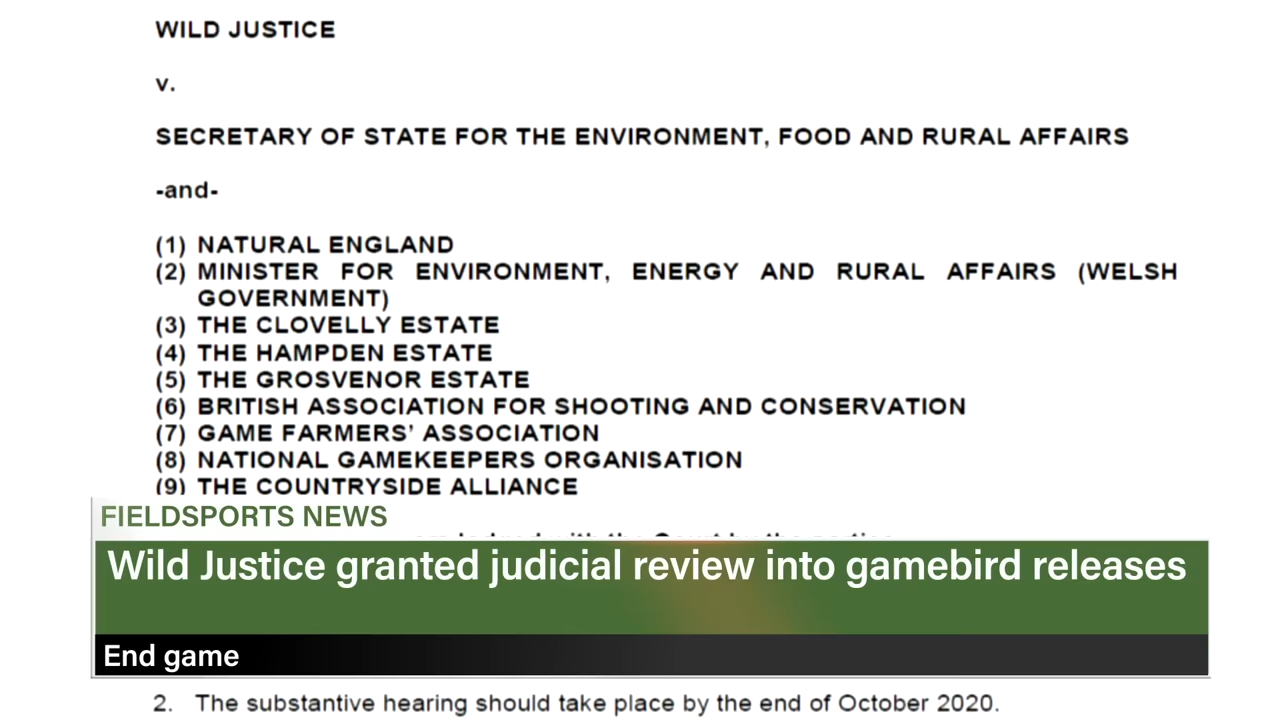 WILD JUSTICE
v.
SECRETARY OF STATE FOR THE ENVIRONMENT, FOOD AND RURAL AFFAIRS
-and-
(1) NATURAL ENGLAND
(2) MINISTER FOR ENVIRONMENT, ENERGY AND RURAL AFFAIRS (WELSH
GOVERNMENT)
(3) THE CLOVELLY ESTATE
(4) THE HAMPDEN ESTATE
(5) THE GROSVENOR ESTATE
(6) BRITISH ASSOCIATION FOR SHOOTING AND CONSERVATION
(7) GAME FARMERS' ASSOCIATION
(8) NATIONAL GAMEKEEPERS ORGANISATION
(9) THE COUNTRYSIDE ALLIANCE
FIELDSPORTS NEWS
Wild Justice granted judicial review into gamebird releases
End game
2. The substantive hearing should take place by the end of October 2020.